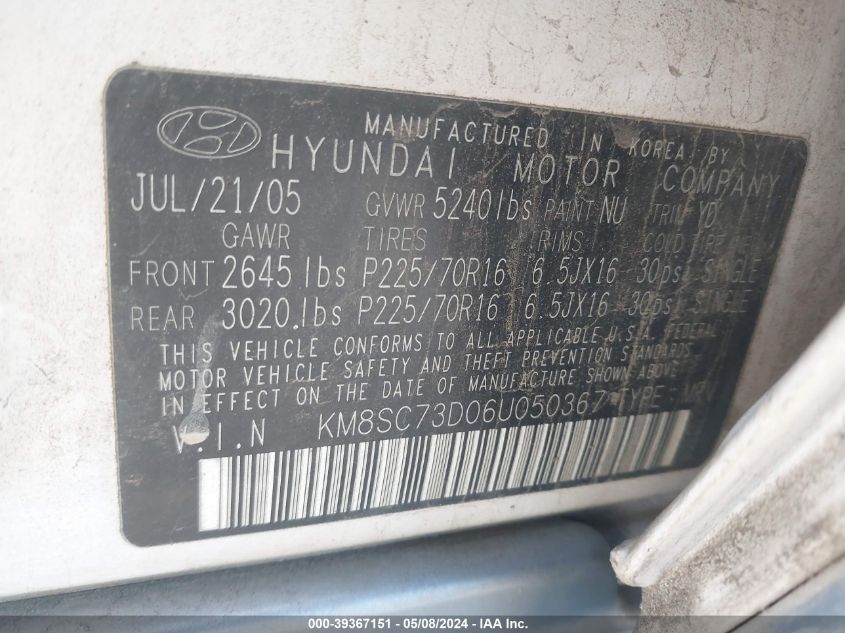 MANUFACTURED IN KOREA BY
HYUNDAI MOTOR COMPANY
JUL/21/05 GVWR 5240lbs PAINT NU TRIM YD
GAWR TIRES RIMS COLD TIRE
FRONT 2645 lbs P225/70R16 6.5JX16 30psi SINGLE
REAR 3020.lbs P225/70R16 6.5JX16 30psi SINGLE
THIS VEHICLE CONFORMS TO ALL APPLICABLE U.S.A. FEDERAL
MOTOR VEHICLE SAFETY AND THEFT PREVENTION STANDARDS
IN EFFECT ON THE DATE OF MANUFACTURE SHOWN ABOVE.
V.I.N KM8SC73D06U050367 TYPE : MPV
000-39367151 - 05/08/2024 - IAA Inc.